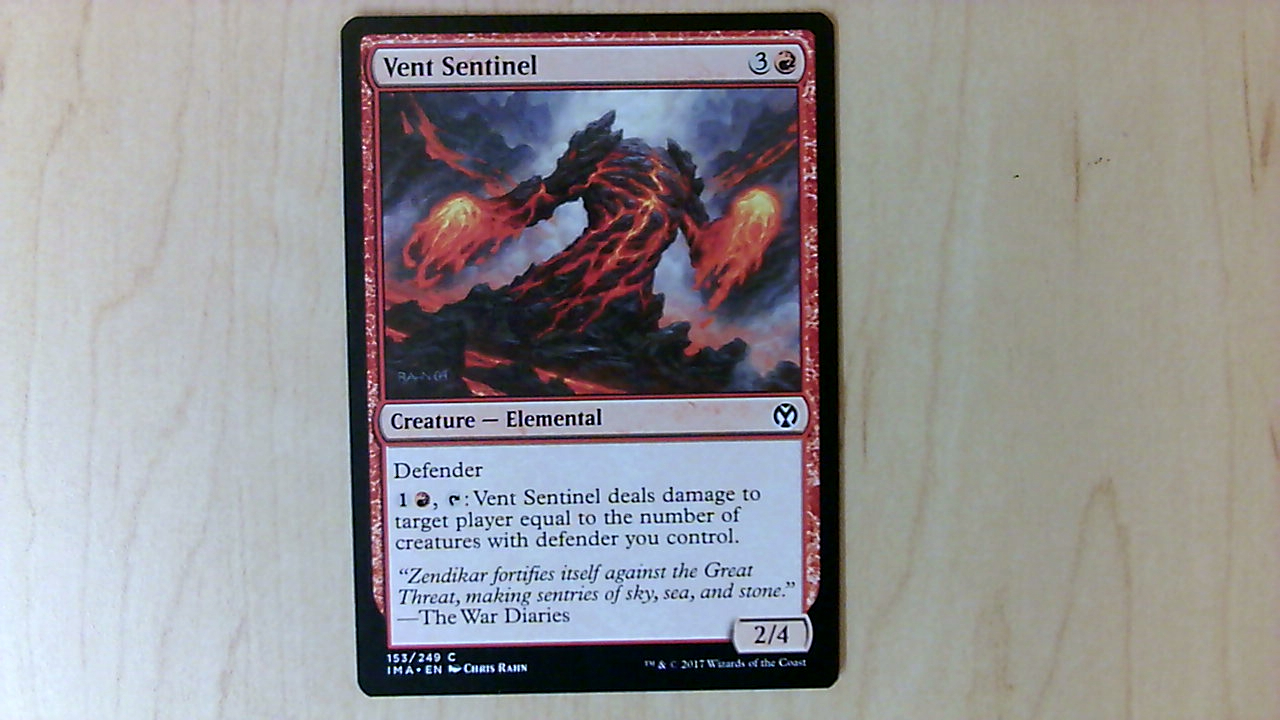 Vent Sentinel
3
Creature — Elemental
Defender
1 , : Vent Sentinel deals damage to
target player equal to the number of
creatures with defender you control.
“Zendikar fortifies itself against the Great
Threat, making sentries of sky, sea, and stone.”
—The War Diaries
2/4
153/249 C
IMA • EN Chris Rahn
™ & © 2017 Wizards of the Coast